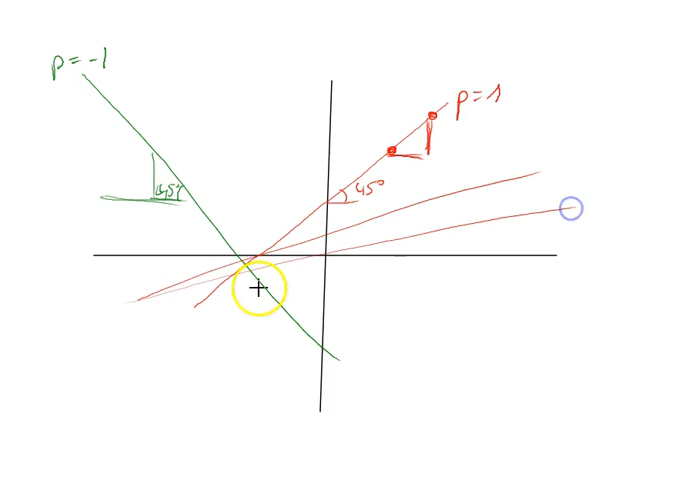 p = -1
p = 1
45°
45°